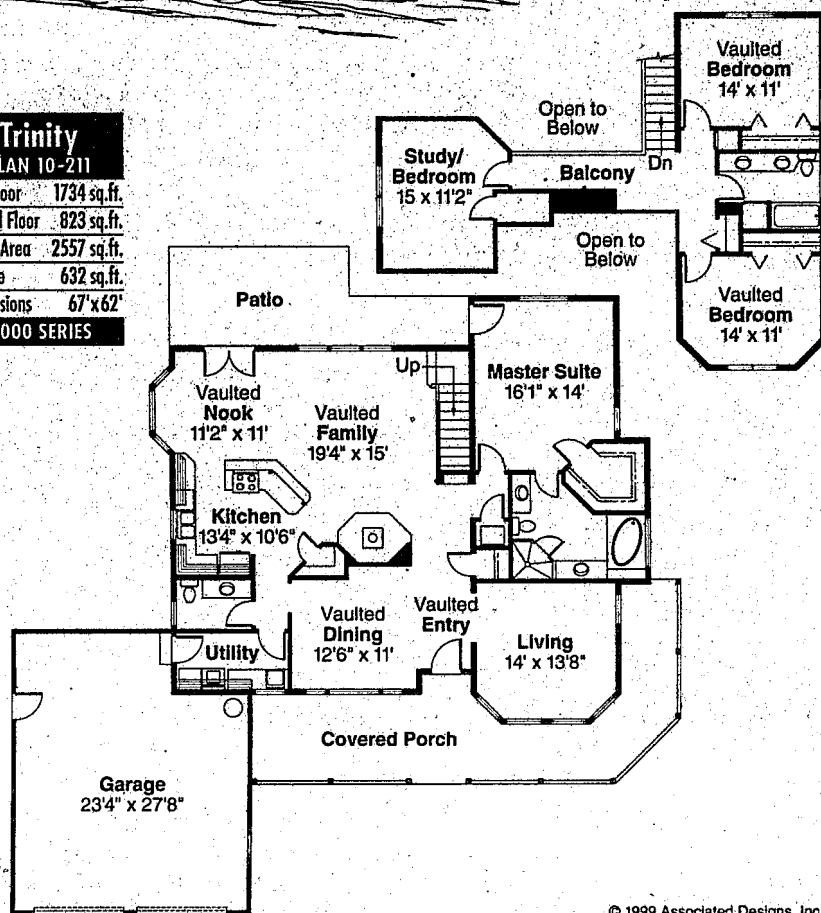 Trinity
LAN 10-211
oor 1734 sq.ft.
l Floor 823 sq.ft.
Area 2557 sq.ft.
e 632 sq.ft.
sions 67'x62'
000 SERIES
Vaulted
Bedroom
14' x 11'
Open to
Below
Study/
Bedroom
15 x 11'2"
Balcony
Dn
Open to
Below
Vaulted
Bedroom
14' x 11'
Patio
Up
Master Suite
16'1" x 14'
Vaulted
Nook
11'2" x 11'
Vaulted
Family
19'4" x 15'
Kitchen
13'4" x 10'6"
Vaulted
Dining
12'6" x 11'
Vaulted
Entry
Living
14' x 13'8"
Utility
Covered Porch
Garage
23'4" x 27'8"
© 1999 Associated Designs, Inc.